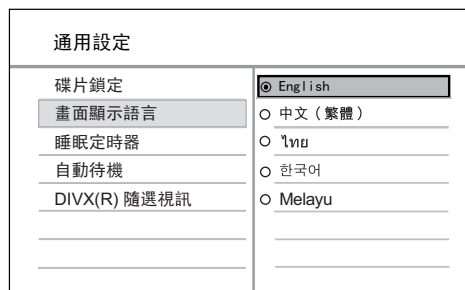 通用設定
碟片鎖定
畫面顯示語言
睡眠定時器
自動待機
DIVX(R) 隨選視訊
English
中文（繁體）
ไทย
한국어
Melayu